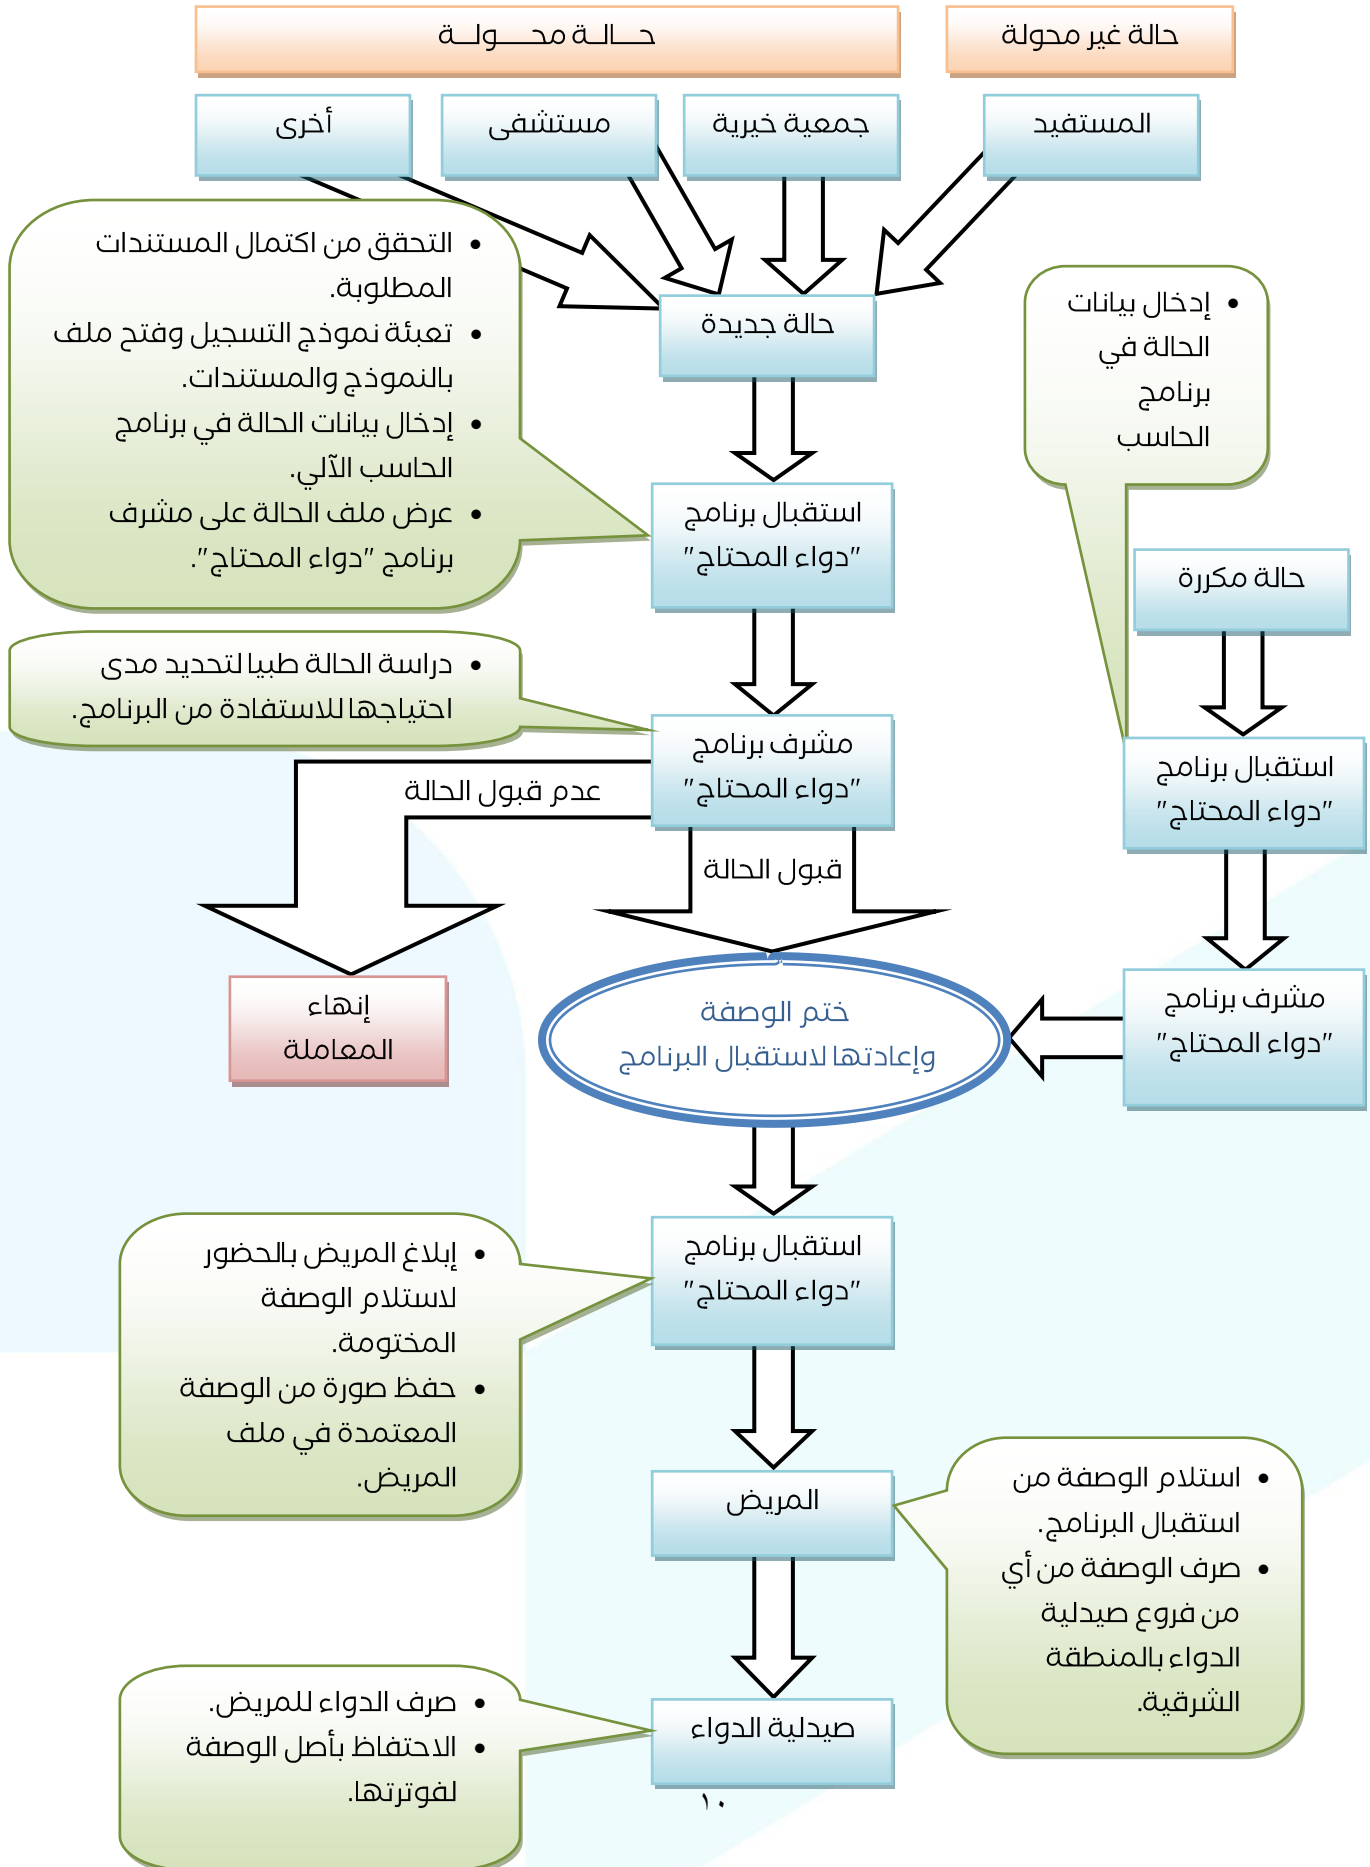 حالة غير محولة
حـــالــة محــــولــة
المستفيد
جمعية خيرية
مستشفى
أخرى
حالة جديدة
• التحقق من اكتمال المستندات
المطلوبة.
• تعبئة نموذج التسجيل وفتح ملف
بالنموذج والمستندات.
• إدخال بيانات الحالة في برنامج
الحاسب الآلي.
• عرض ملف الحالة على مشرف
برنامج "دواء المحتاج".
• إدخال بيانات
الحالة في
برنامج
الحاسب
استقبال برنامج
"دواء المحتاج"
حالة مكررة
• دراسة الحالة طبيا لتحديد مدى
احتياجها للاستفادة من البرنامج.
مشرف برنامج
"دواء المحتاج"
استقبال برنامج
"دواء المحتاج"
عدم قبول الحالة
قبول الحالة
مشرف برنامج
"دواء المحتاج"
ختم الوصفة
وإعادتها لاستقبال البرنامج
إنهاء
المعاملة
استقبال برنامج
"دواء المحتاج"
• إبلاغ المريض بالحضور
لاستلام الوصفة
المختومة.
• حفظ صورة من الوصفة
المعتمدة في ملف
المريض.
المريض
• استلام الوصفة من
استقبال البرنامج.
• صرف الوصفة من أي
من فروع صيدلية
الدواء بالمنطقة
الشرقية.
صيدلية الدواء
• صرف الدواء للمريض.
• الاحتفاظ بأصل الوصفة
لفوترتها.
١٠